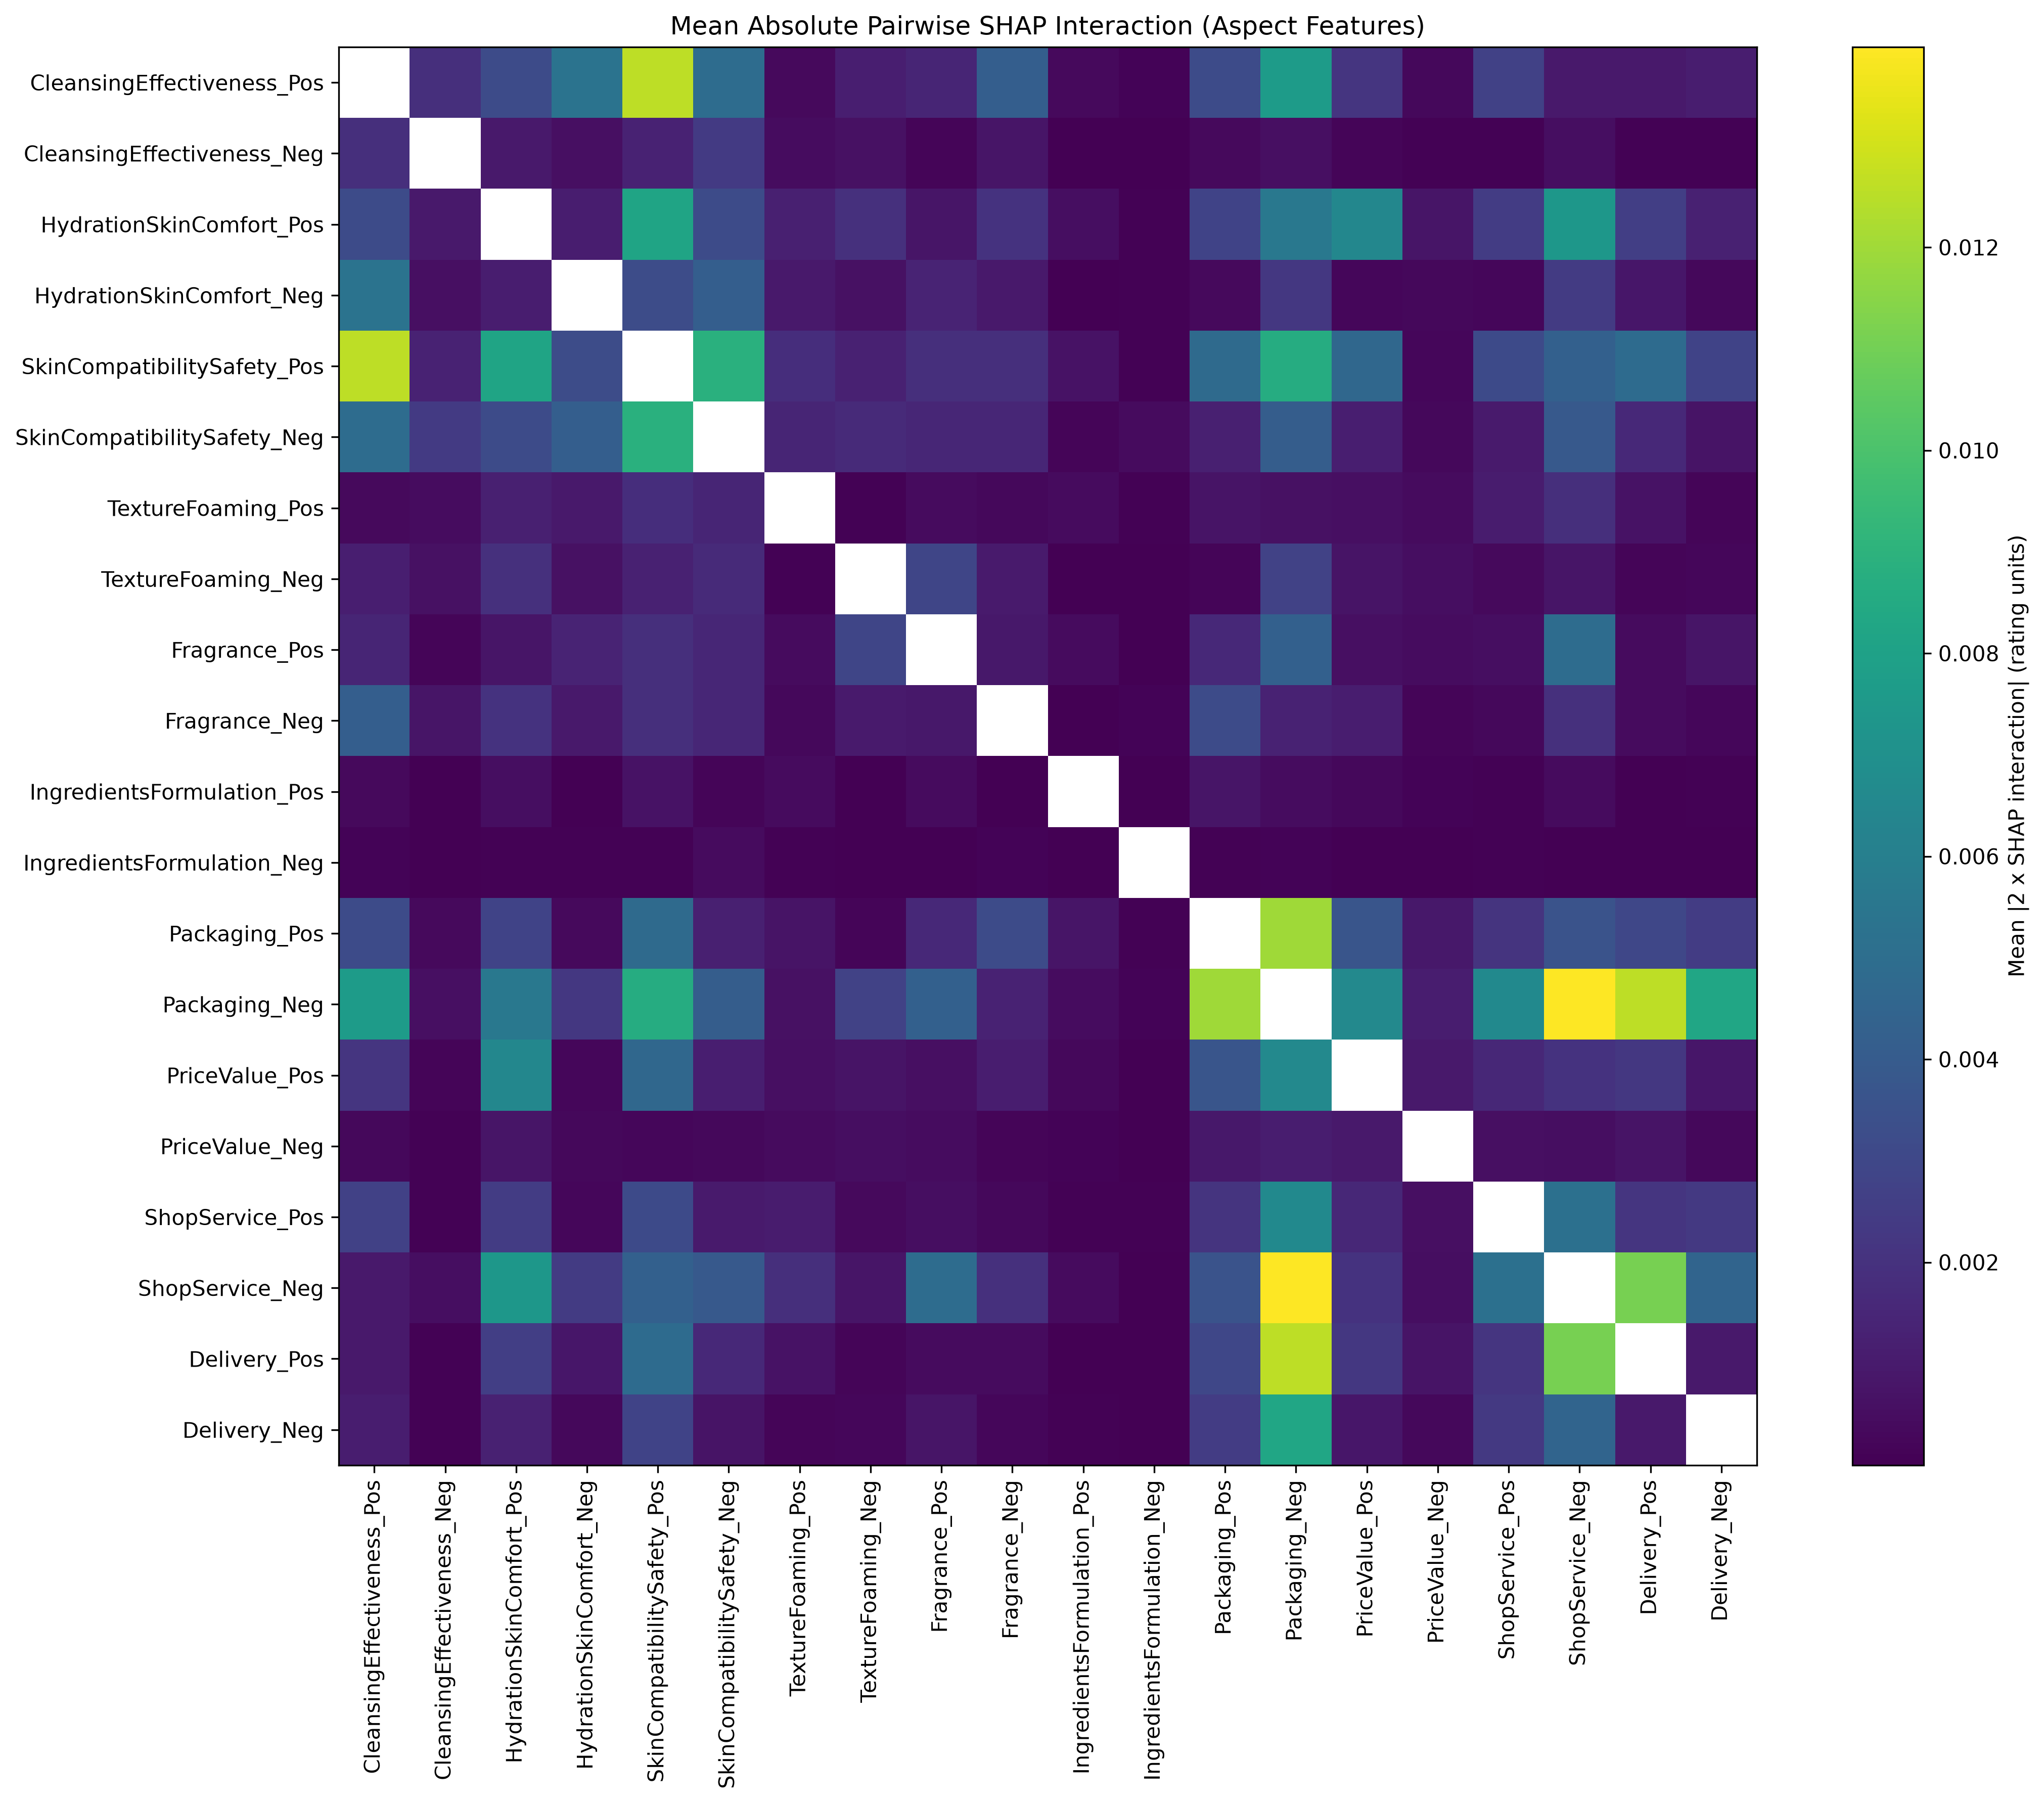 Mean Absolute Pairwise SHAP Interaction (Aspect Features)
CleansingEffectiveness_Pos
CleansingEffectiveness_Neg
HydrationSkinComfort_Pos
HydrationSkinComfort_Neg
SkinCompatibilitySafety_Pos
SkinCompatibilitySafety_Neg
TextureFoaming_Pos
TextureFoaming_Neg
Fragrance_Pos
Fragrance_Neg
IngredientsFormulation_Pos
IngredientsFormulation_Neg
Packaging_Pos
Packaging_Neg
PriceValue_Pos
PriceValue_Neg
ShopService_Pos
ShopService_Neg
Delivery_Pos
Delivery_Neg
CleansingEffectiveness_Pos
CleansingEffectiveness_Neg
HydrationSkinComfort_Pos
HydrationSkinComfort_Neg
SkinCompatibilitySafety_Pos
SkinCompatibilitySafety_Neg
TextureFoaming_Pos
TextureFoaming_Neg
Fragrance_Pos
Fragrance_Neg
IngredientsFormulation_Pos
IngredientsFormulation_Neg
Packaging_Pos
Packaging_Neg
PriceValue_Pos
PriceValue_Neg
ShopService_Pos
ShopService_Neg
Delivery_Pos
Delivery_Neg
0.012
0.010
0.008
0.006
0.004
0.002
Mean |2 x SHAP interaction| (rating units)